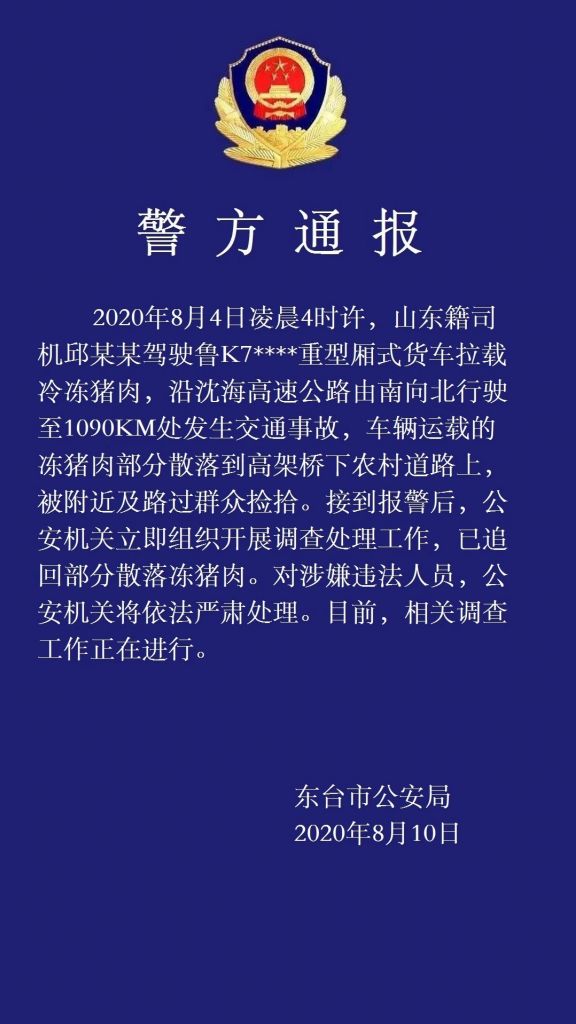 警方通报
2020年8月4日凌晨4时许，山东籍司
机邱某某驾驶鲁K7****重型厢式货车拉载
冷冻猪肉，沿沈海高速公路由南向北行驶
至1090KM处发生交通事故，车辆运载的
冻猪肉部分散落到高架桥下农村道路上，
被附近及路过群众捡拾。接到报警后，公
安机关立即组织开展调查处理工作，已追
回部分散落冻猪肉。对涉嫌违法人员，公
安机关将依法严肃处理。目前，相关调查
工作正在进行。
东台市公安局
2020年8月10日